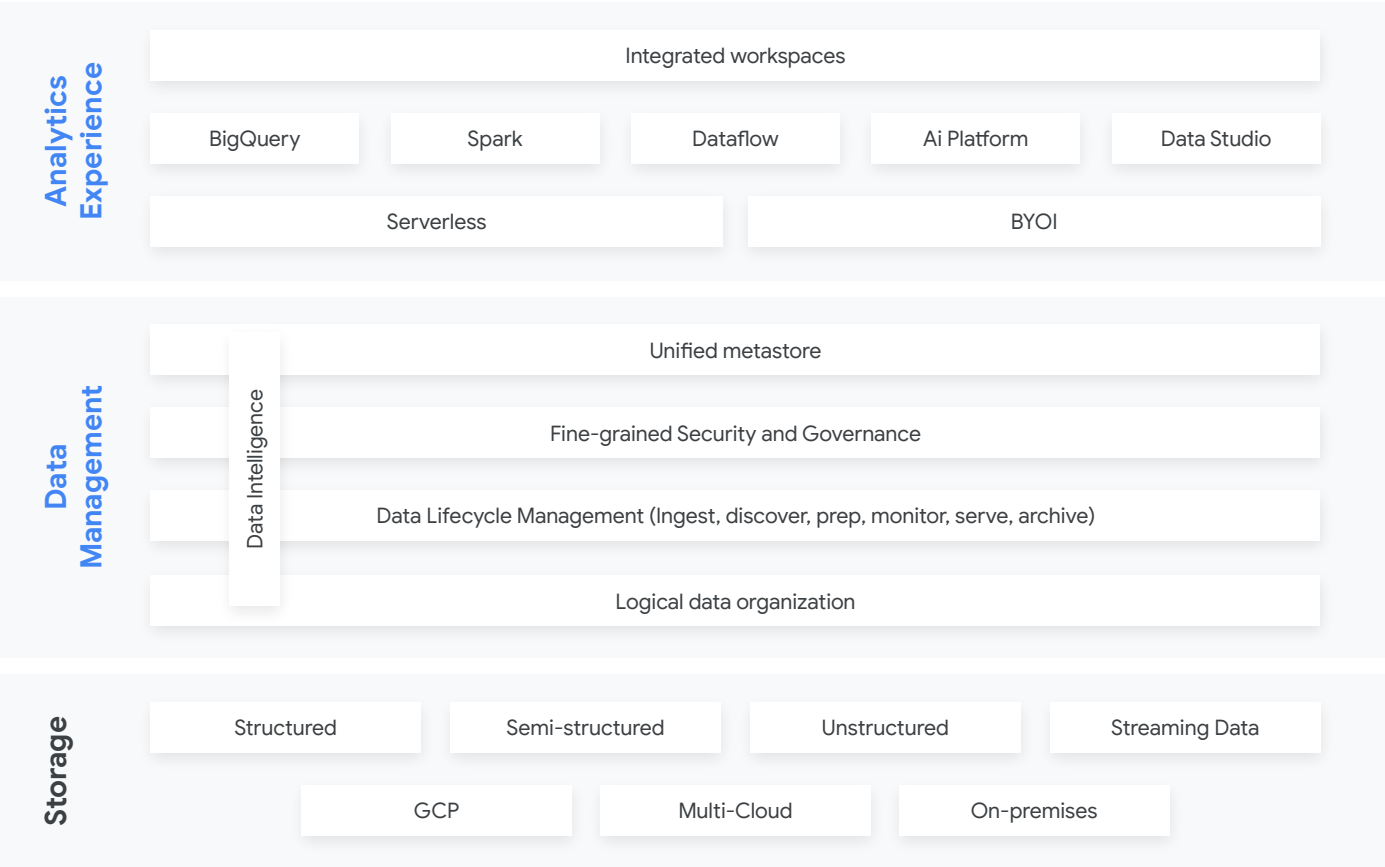 Analytics
Experience
Integrated workspaces
BigQuery
Spark
Dataflow
Ai Platform
Data Studio
Serverless
BYOI
Data
Management
Unified metastore
Data Intelligence
Fine-grained Security and Governance
Data Lifecycle Management (Ingest, discover, prep, monitor, serve, archive)
Logical data organization
Storage
Structured
Semi-structured
Unstructured
Streaming Data
GCP
Multi-Cloud
On-premises